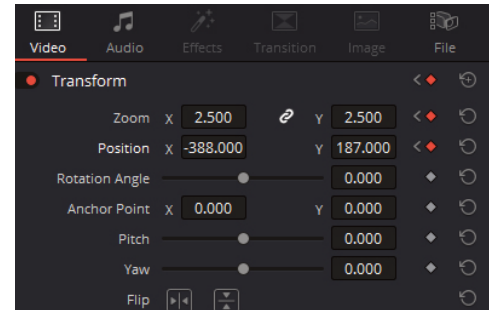 Video Audio Effects Transition Image File
Transform
Zoom X 2.500 Y 2.500
Position X -388.000 Y 187.000
Rotation Angle 0.000
Anchor Point X 0.000 Y 0.000
Pitch 0.000
Yaw 0.000
Flip